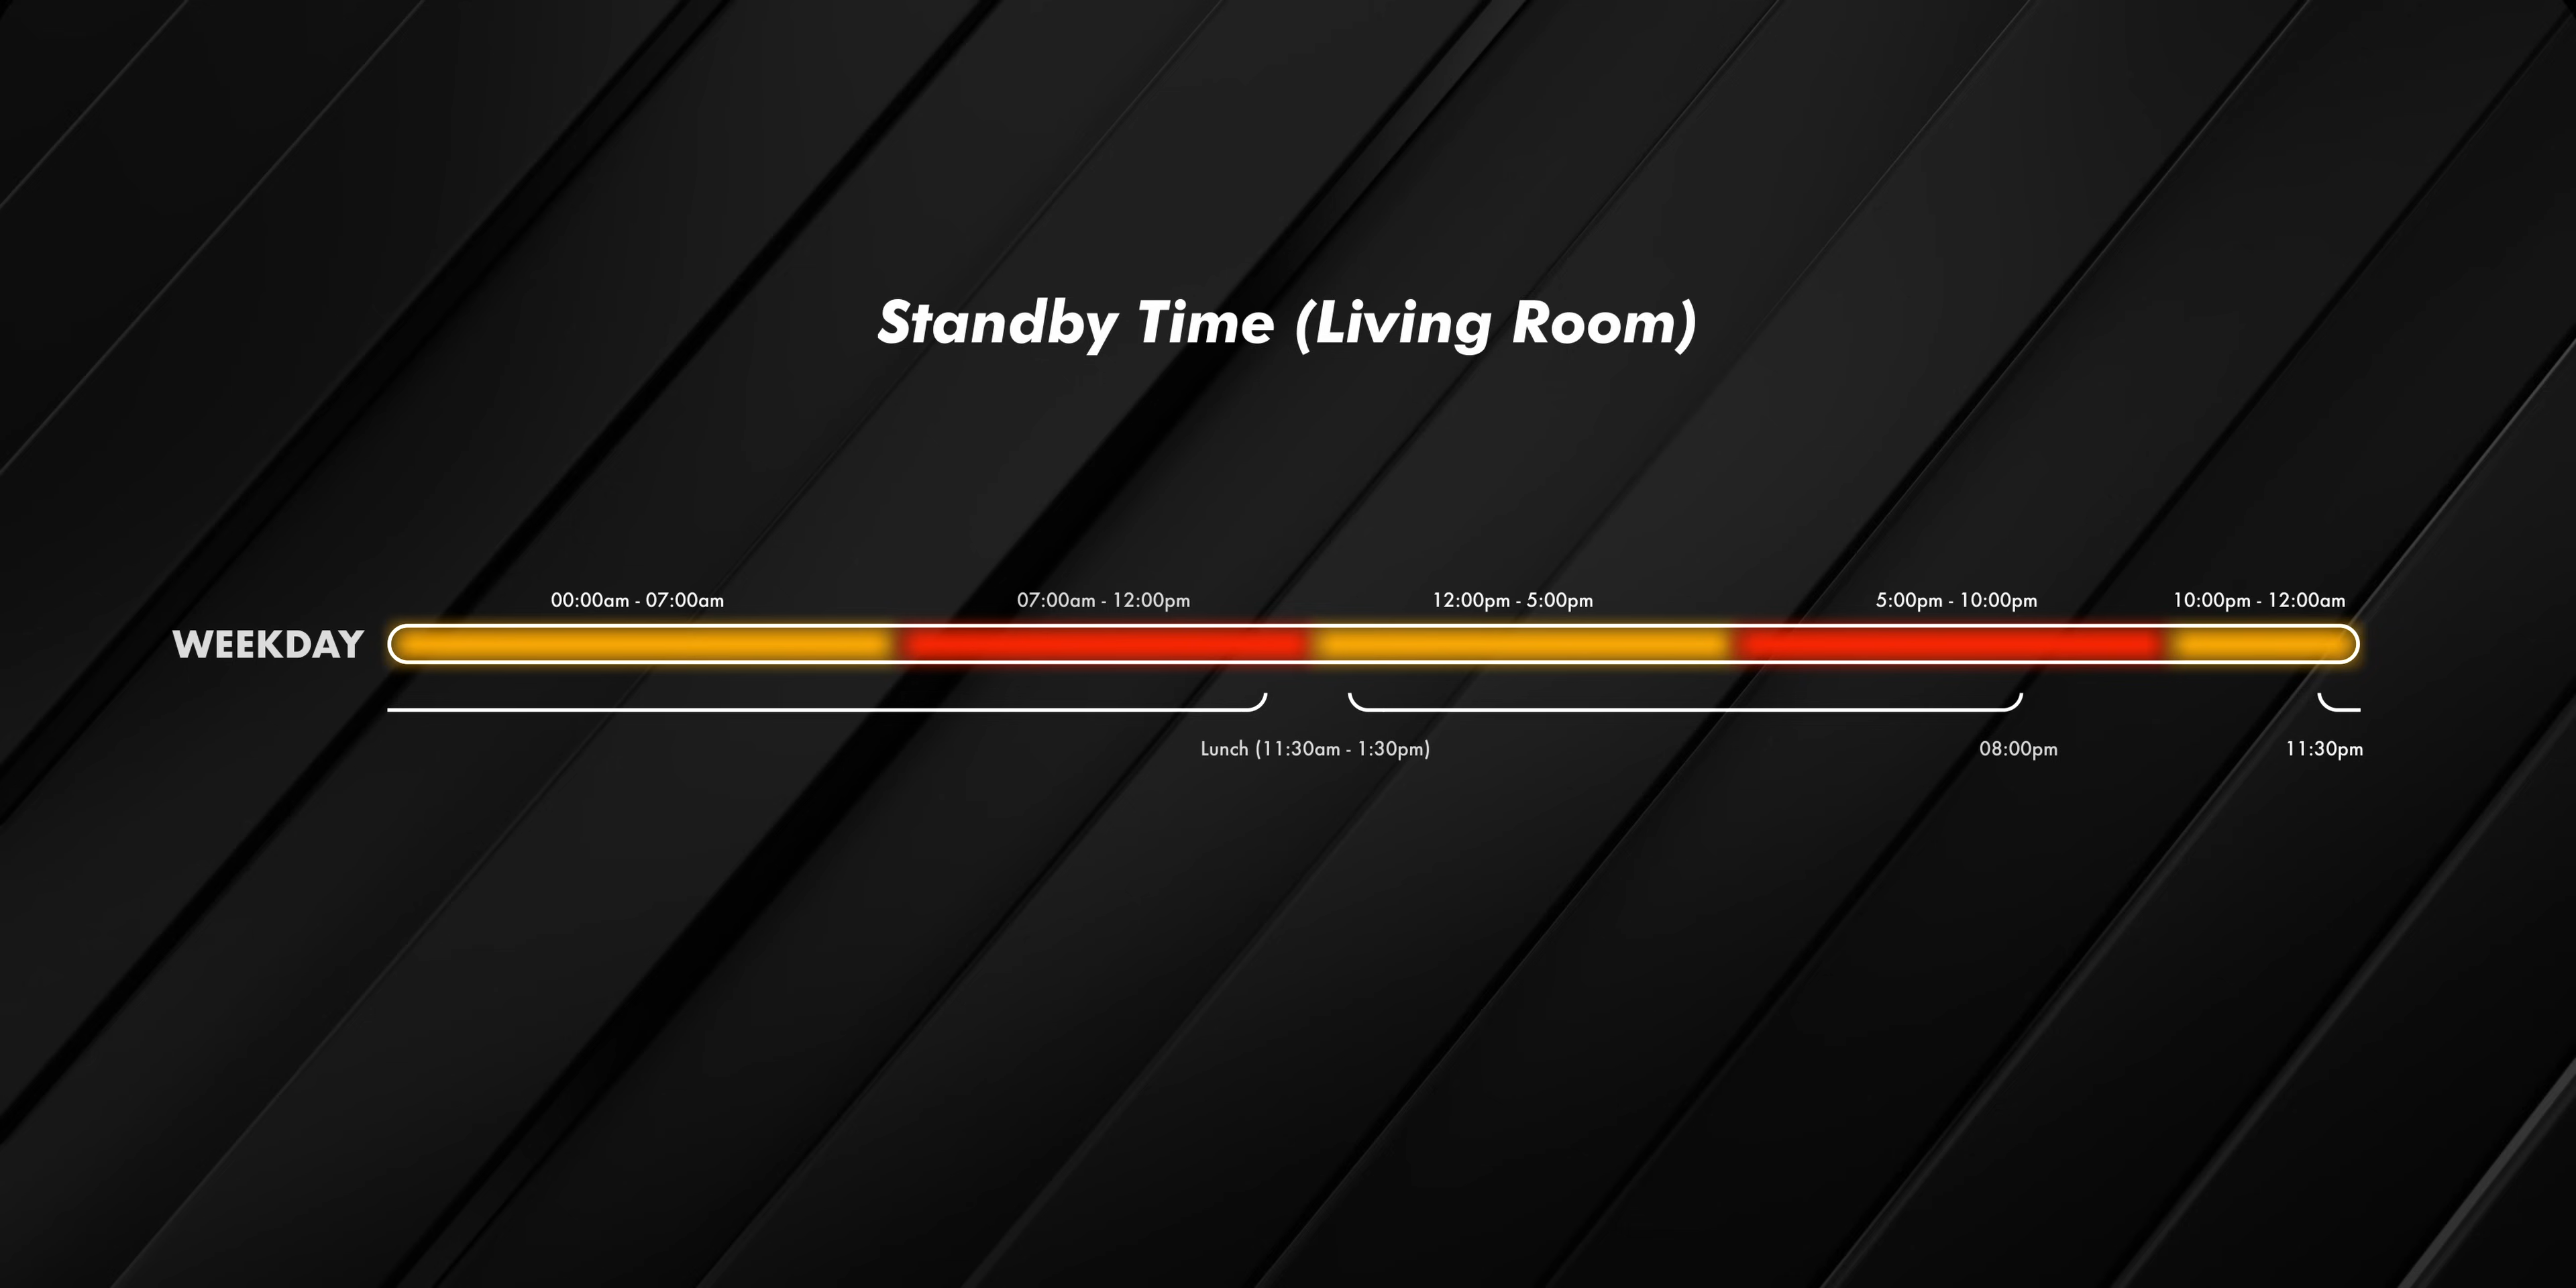 Standby Time (Living Room)
00:00am - 07:00am 07:00am - 12:00pm 12:00pm - 5:00pm 5:00pm - 10:00pm 10:00pm - 12:00am
WEEKDAY
Lunch (11:30am - 1:30pm) 08:00pm 11:30pm